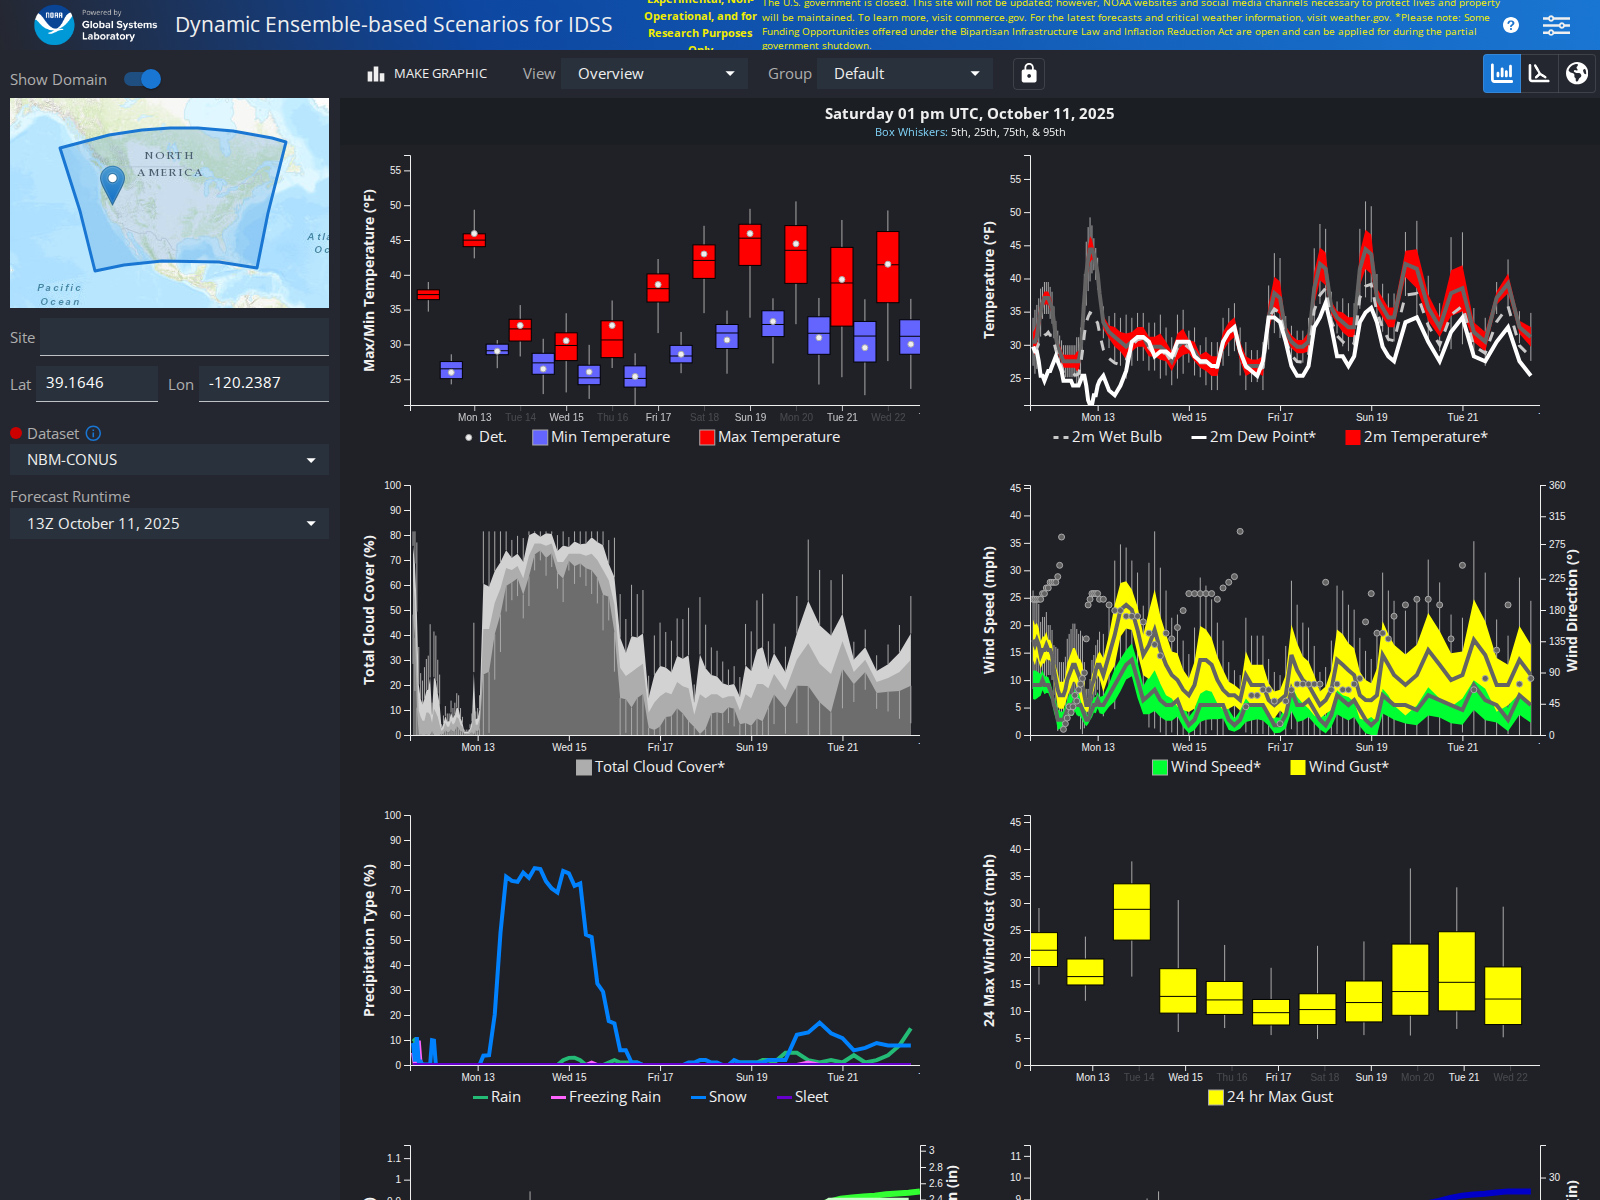 NOAA
Powered by
Global Systems
Laboratory
Dynamic Ensemble-based Scenarios for IDSS
Experimental, Non-
Operational, and for
Research Purposes
Only
The U.S. government is closed. This site will not be updated; however, NOAA websites and social media channels necessary to protect lives and property
will be maintained. To learn more, visit commerce.gov. For the latest forecasts and critical weather information, visit weather.gov. *Please note: Some
Funding Opportunities offered under the Bipartisan Infrastructure Law and Inflation Reduction Act are open and can be applied for during the partial
government shutdown.
?
Show Domain
MAKE GRAPHIC
View
Overview
Group
Default
NORTH
AMERICA
Atla
Oc
Pacific
Ocean
Site
Lat
39.1646
Lon
-120.2387
Dataset
NBM-CONUS
Forecast Runtime
13Z October 11, 2025
Saturday 01 pm UTC, October 11, 2025
Box Whiskers: 5th, 25th, 75th, & 95th
Max/Min Temperature (°F)
55
50
45
40
35
30
25
Mon 13 Tue 14 Wed 15 Thu 16 Fri 17 Sat 18 Sun 19 Mon 20 Tue 21 Wed 22
Det. Min Temperature Max Temperature
Temperature (°F)
55
50
45
40
35
30
25
Mon 13 Wed 15 Fri 17 Sun 19 Tue 21
2m Wet Bulb 2m Dew Point* 2m Temperature*
Total Cloud Cover (%)
100
90
80
70
60
50
40
30
20
10
0
Mon 13 Wed 15 Fri 17 Sun 19 Tue 21
Total Cloud Cover*
Wind Speed (mph)
45
40
35
30
25
20
15
10
5
0
360
315
275
225
180
135
90
45
0
Wind Direction (°)
Mon 13 Wed 15 Fri 17 Sun 19 Tue 21
Wind Speed* Wind Gust*
Precipitation Type (%)
100
90
80
70
60
50
40
30
20
10
0
Mon 13 Wed 15 Fri 17 Sun 19 Tue 21
Rain Freezing Rain Snow Sleet
24 Max Wind/Gust (mph)
45
40
35
30
25
20
15
10
5
0
Mon 13 Tue 14 Wed 15 Thu 16 Fri 17 Sat 18 Sun 19 Mon 20 Tue 21 Wed 22
24 hr Max Gust
1.1
1
0.9
3
2.8
2.6
2.4
n (in)
11
10
9
30
in)